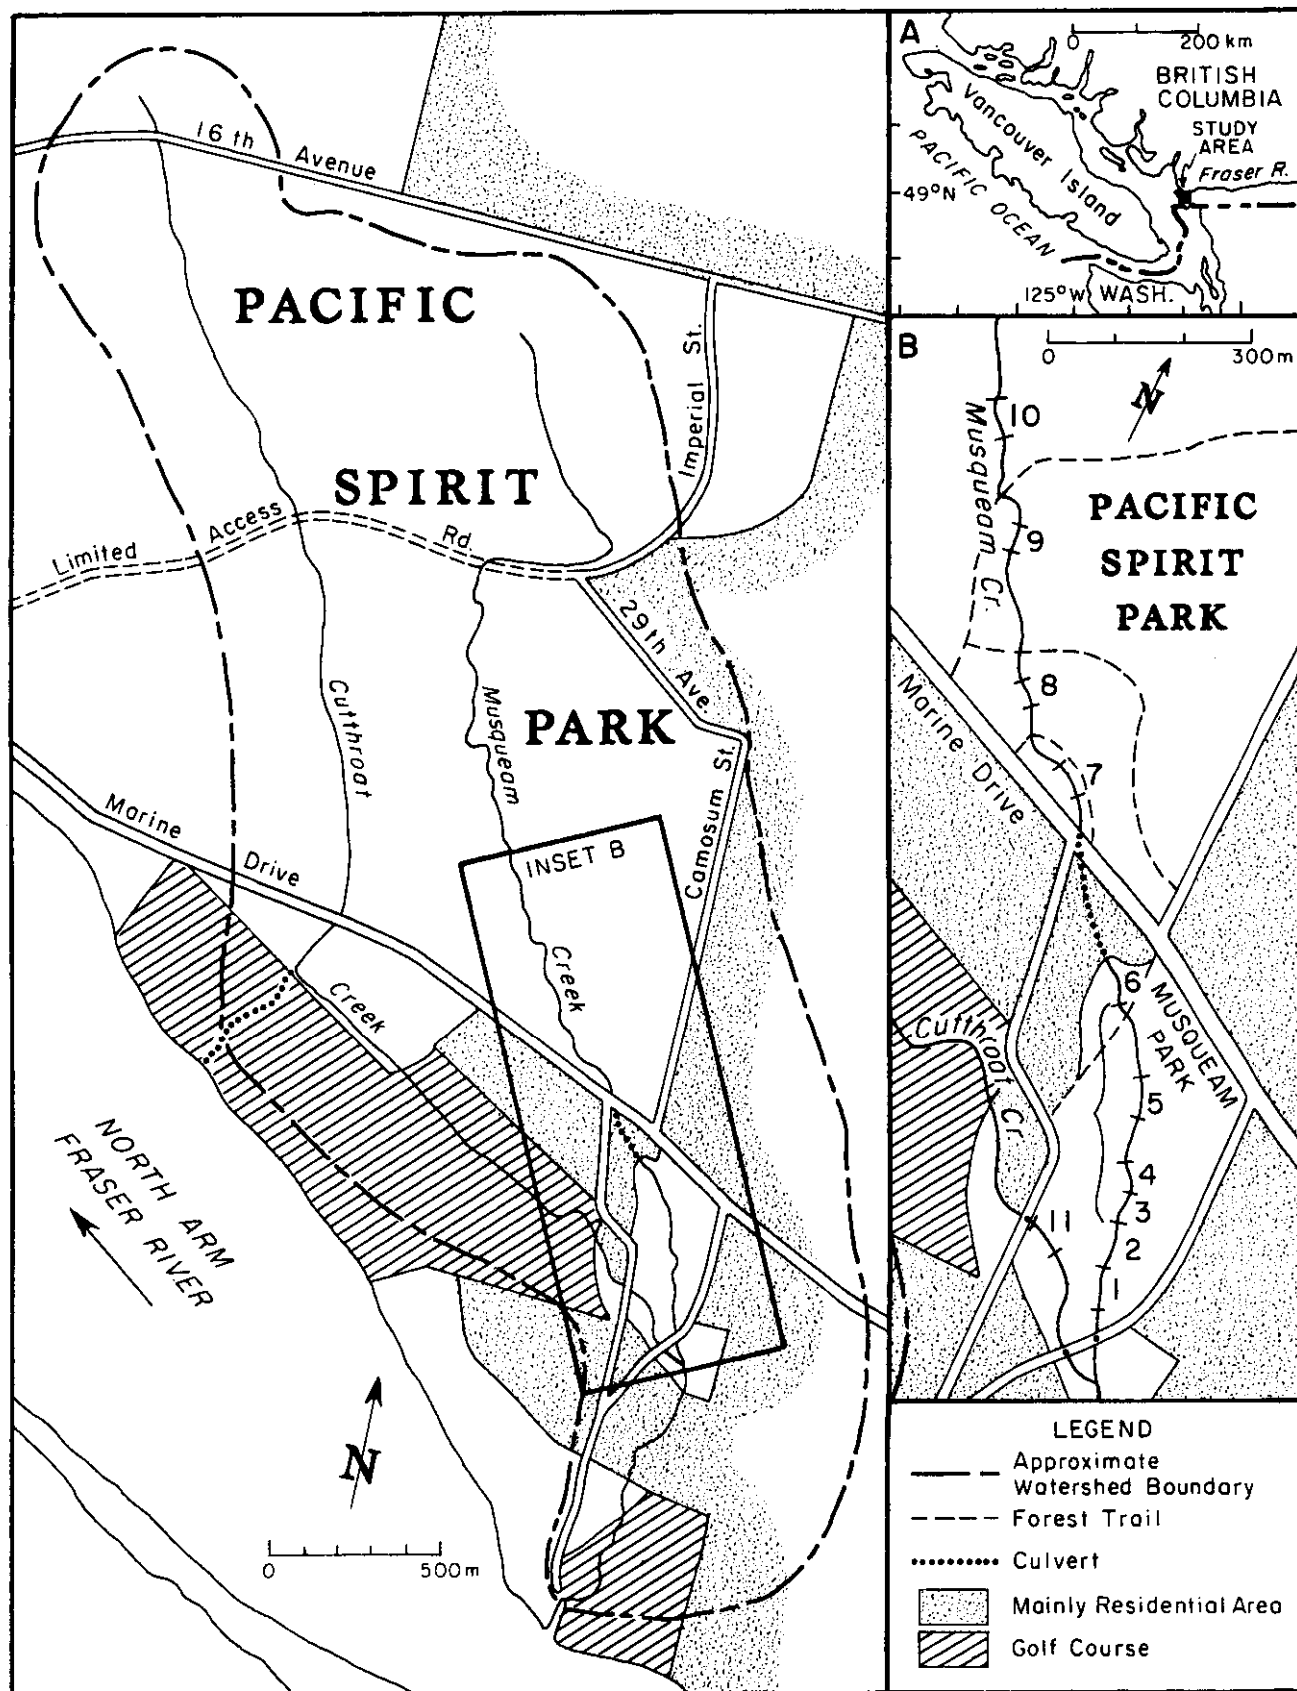 16th Avenue
PACIFIC
Imperial St.
SPIRIT
Limited Access Rd.
29th Ave.
Cutthroat
Musqueam
PARK
Camosum St.
Marine Drive
INSET B
Creek
Creek
NORTH ARM
FRASER RIVER
N
0 500m
A
0 200 km
BRITISH
COLUMBIA
Vancouver Island
STUDY
AREA
Fraser R.
PACIFIC OCEAN
49°N
125°W
WASH.
B
0 300m
N
10
Musqueam Cr.
PACIFIC
SPIRIT
PARK
9
8
Marine Drive
7
6
MUSQUEAM
PARK
Cutthroat Cr
5
4
3
11
2
1
LEGEND
Approximate
Watershed Boundary
Forest Trail
Culvert
Mainly Residential Area
Golf Course